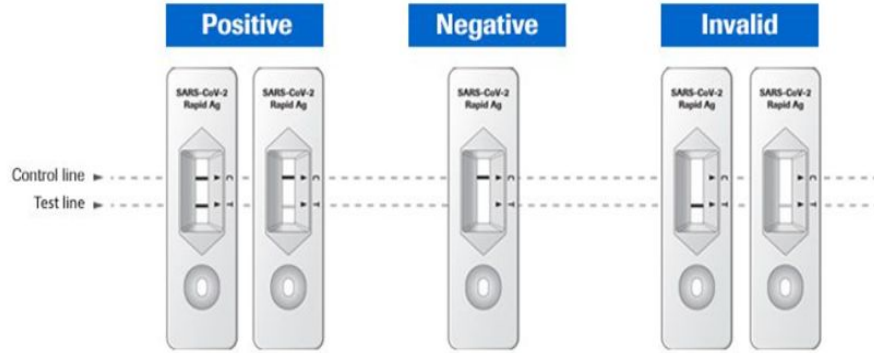 Positive
Negative
Invalid
SARS-CoV-2
Rapid Ag
SARS-CoV-2
Rapid Ag
SARS-CoV-2
Rapid Ag
SARS-CoV-2
Rapid Ag
SARS-CoV-2
Rapid Ag
Control line
C
C
C
C
C
Test line
T
T
T
T
T